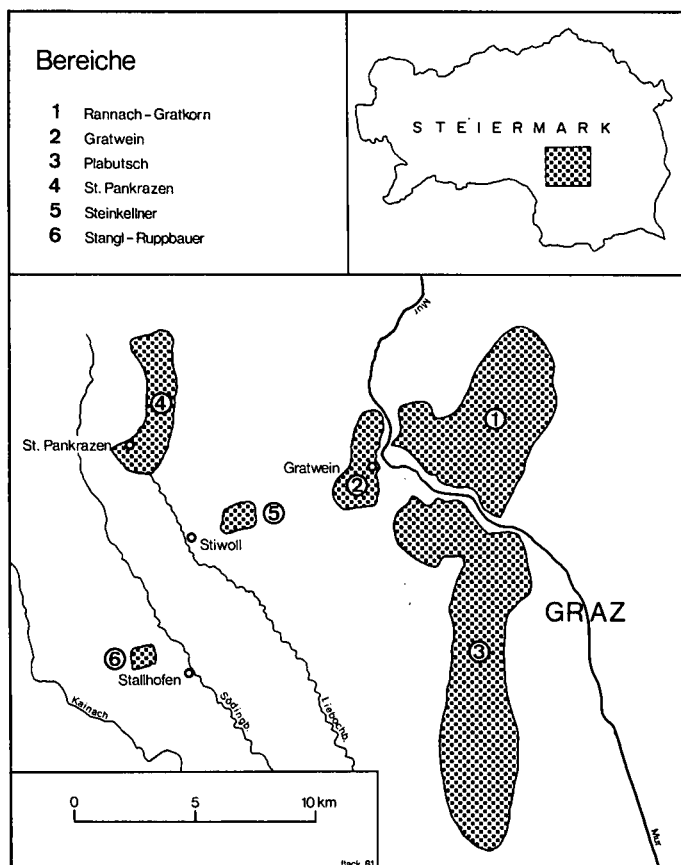 Bereiche
1 Rannach-Gratkorn
2 Gratwein
3 Plabutsch
4 St. Pankrazen
5 Steinkellner
6 Stangl-Ruppbauer
STEIERMARK
Mur
1
4
St. Pankrazen
Gratwein
2
5
Stiwoll
GRAZ
3
6
Stallhofen
Kainach
Södingb.
Liebochb.
0 5 10 km
Mur